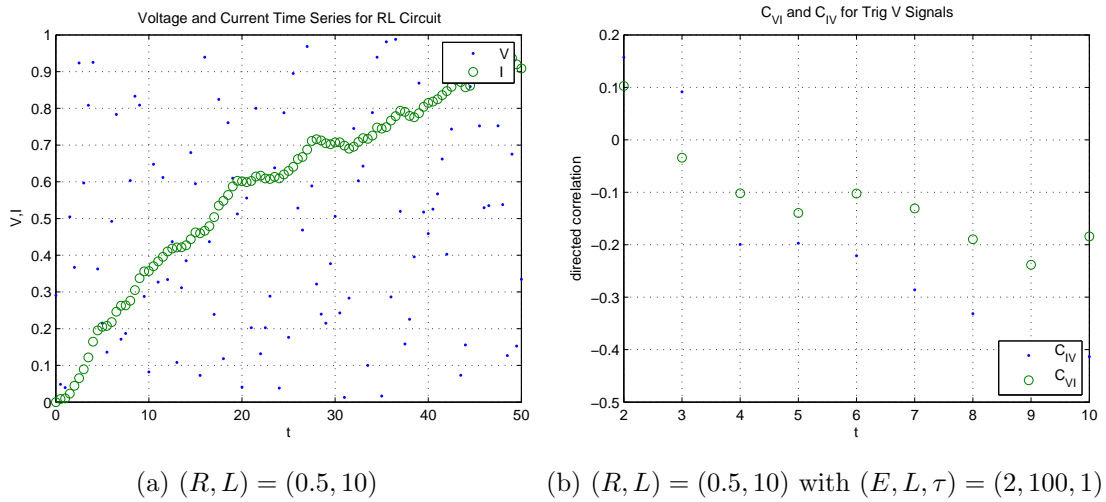 Voltage and Current Time Series for RL Circuit
1
0.9
0.8
0.7
0.6
0.5
0.4
0.3
0.2
0.1
0
V,I
V
I
0 10 20 30 40 50
t
(a) (R, L) = (0.5, 10)
C_VI and C_IV for Trig V Signals
0.2
0.1
0
−0.1
−0.2
−0.3
−0.4
−0.5
directed correlation
C_IV
C_VI
2 3 4 5 6 7 8 9 10
t
(b) (R, L) = (0.5, 10) with (E, L, τ) = (2, 100, 1)